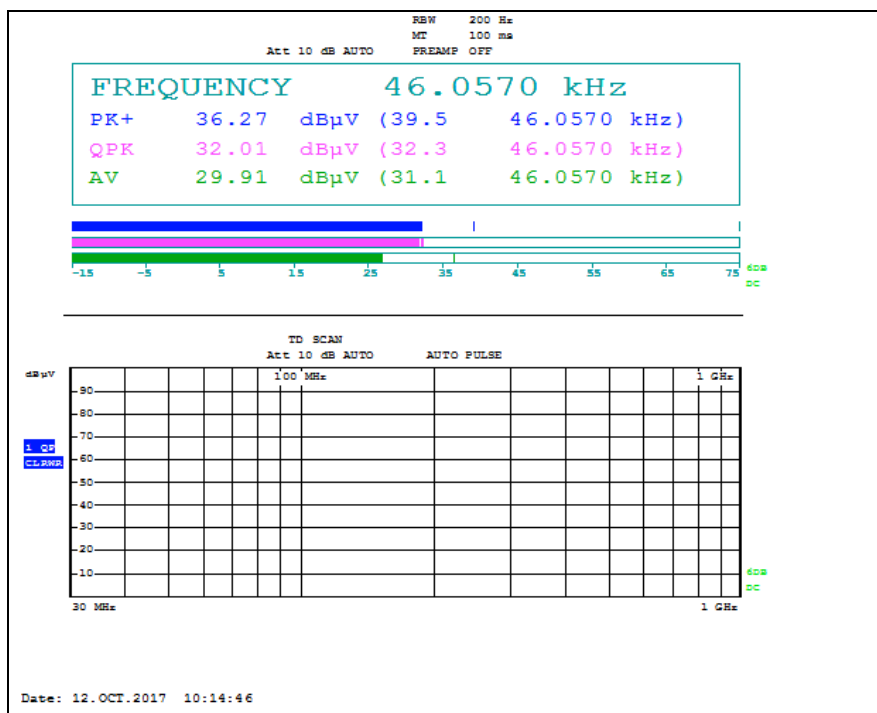 RBW 200 Hz
MT 100 ms
Att 10 dB AUTO PREAMP OFF
FREQUENCY 46.0570 kHz
PK+ 36.27 dBµV (39.5 46.0570 kHz)
QPK 32.01 dBµV (32.3 46.0570 kHz)
AV 29.91 dBµV (31.1 46.0570 kHz)
-15 -5 5 15 25 35 45 55 65 75
6DB
DC
TD SCAN
Att 10 dB AUTO AUTO PULSE
dBµV
100 MHz 1 GHz
90
80
70
1 QP
CLRWR
60
50
40
30
20
10
6DB
DC
30 MHz 1 GHz
Date: 12.OCT.2017 10:14:46